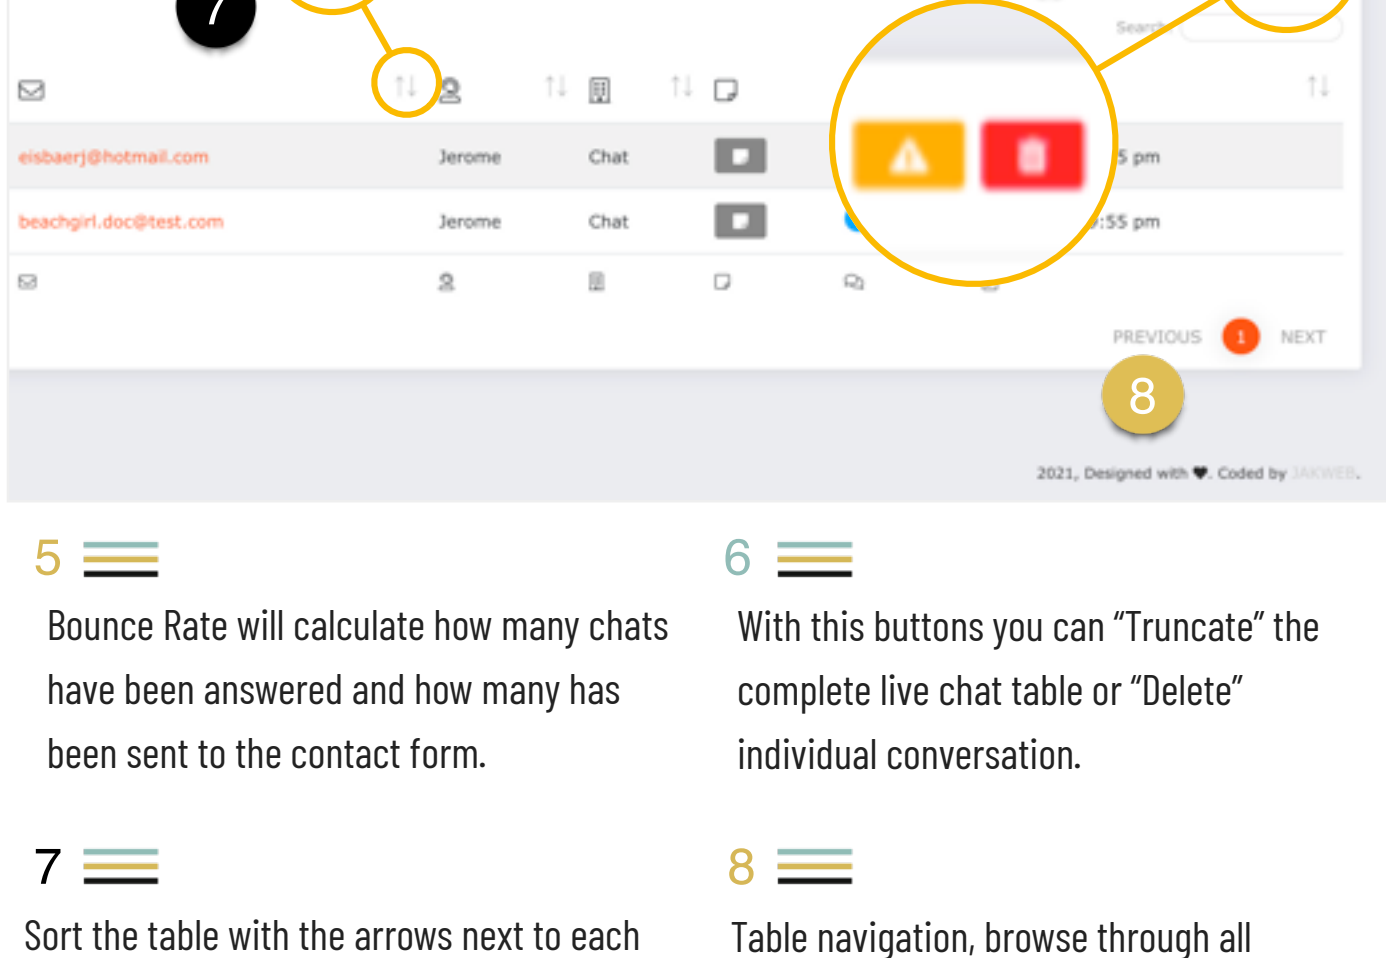 7
Search:
eisbaerj@hotmail.com Jerome Chat 5 pm
beachgirl.doc@test.com Jerome Chat 9:55 pm
PREVIOUS 1 NEXT
8
2021, Designed with ♥. Coded by JAKWEB.
5
Bounce Rate will calculate how many chats
have been answered and how many has
been sent to the contact form.
6
With this buttons you can “Truncate” the
complete live chat table or “Delete”
individual conversation.
7
Sort the table with the arrows next to each
8
Table navigation, browse through all